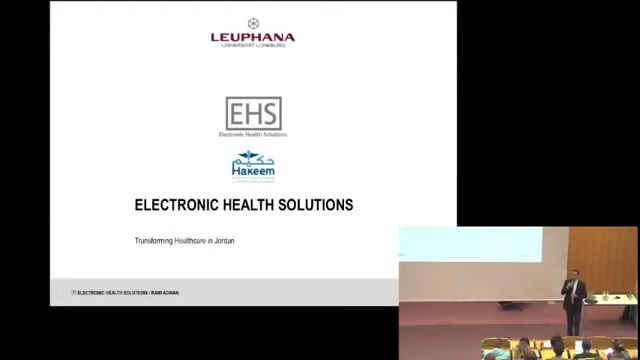 LEUPHANA
UNIVERSITÄT LÜNEBURG
EHS
Electronic Health Solutions
حكيم
Hakeem
ELECTRONIC HEALTH SOLUTIONS
Transforming Healthcare in Jordan
ELECTRONIC HEALTH SOLUTIONS / RAMI ADWAN